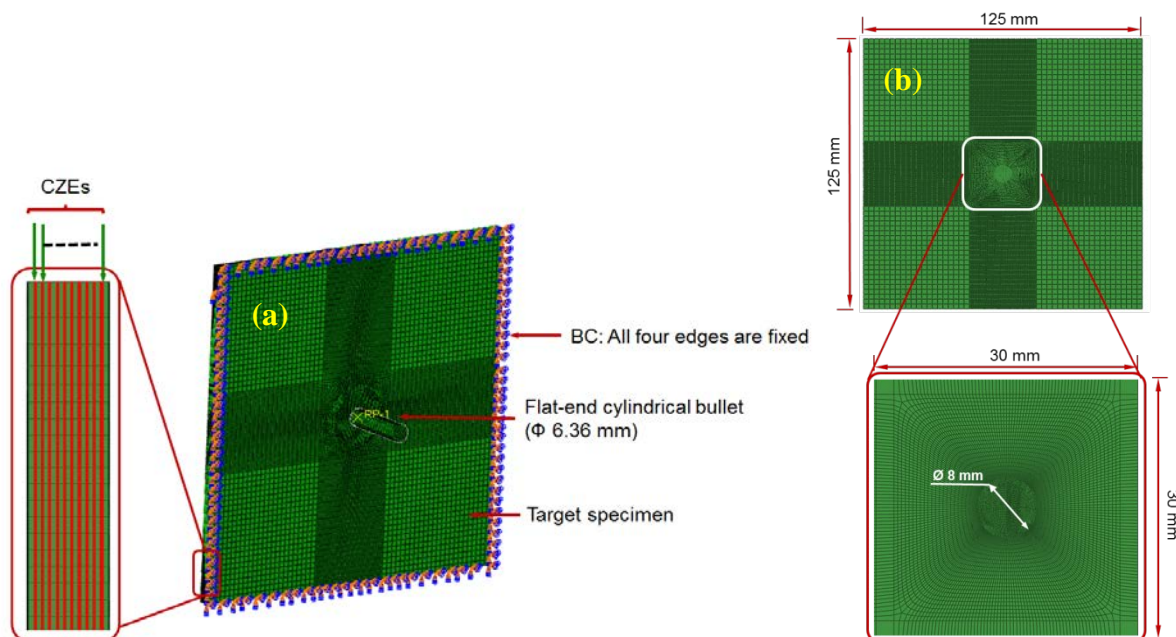 CZEs
(a)
RP-1
BC: All four edges are fixed
Flat-end cylindrical bullet
(Φ 6.36 mm)
Target specimen
125 mm
(b)
125 mm
30 mm
Ø 8 mm
30 mm